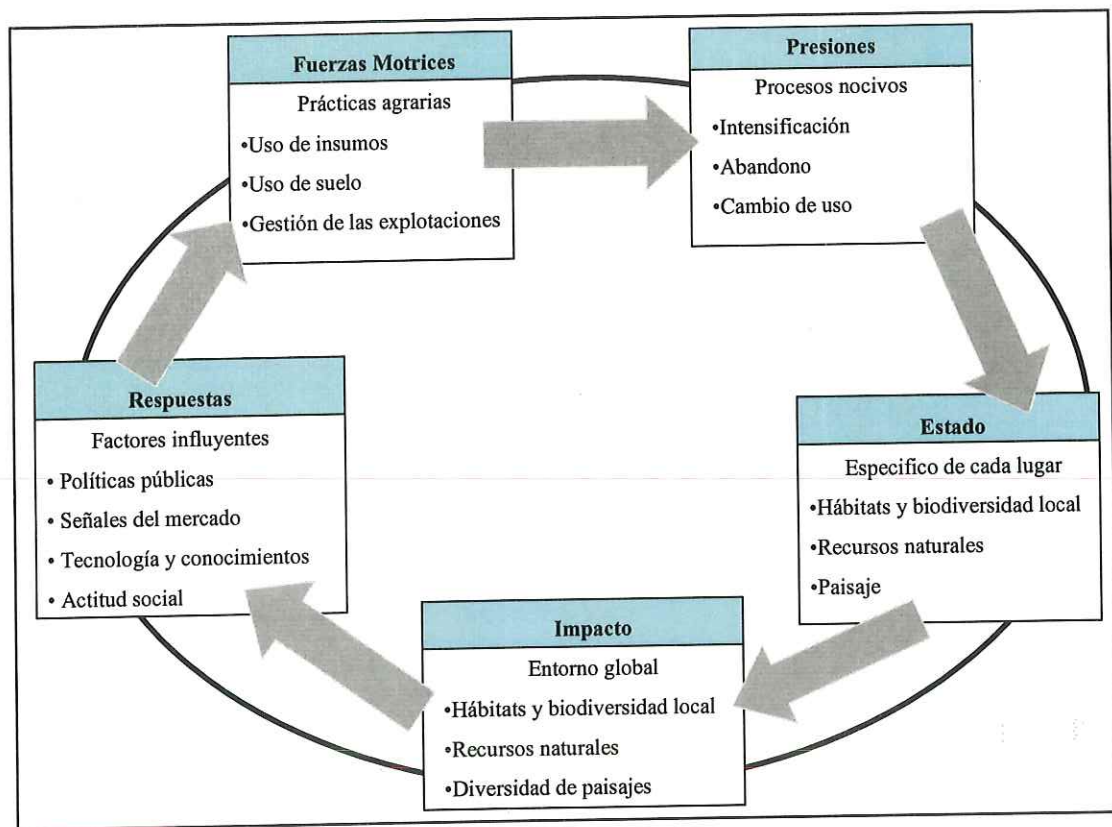 Fuerzas Motrices
Prácticas agrarias
•Uso de insumos
•Uso de suelo
•Gestión de las explotaciones
Presiones
Procesos nocivos
•Intensificación
•Abandono
•Cambio de uso
Estado
Especifico de cada lugar
•Hábitats y biodiversidad local
•Recursos naturales
•Paisaje
Impacto
Entorno global
•Hábitats y biodiversidad local
•Recursos naturales
•Diversidad de paisajes
Respuestas
Factores influyentes
• Políticas públicas
• Señales del mercado
• Tecnología y conocimientos
• Actitud social